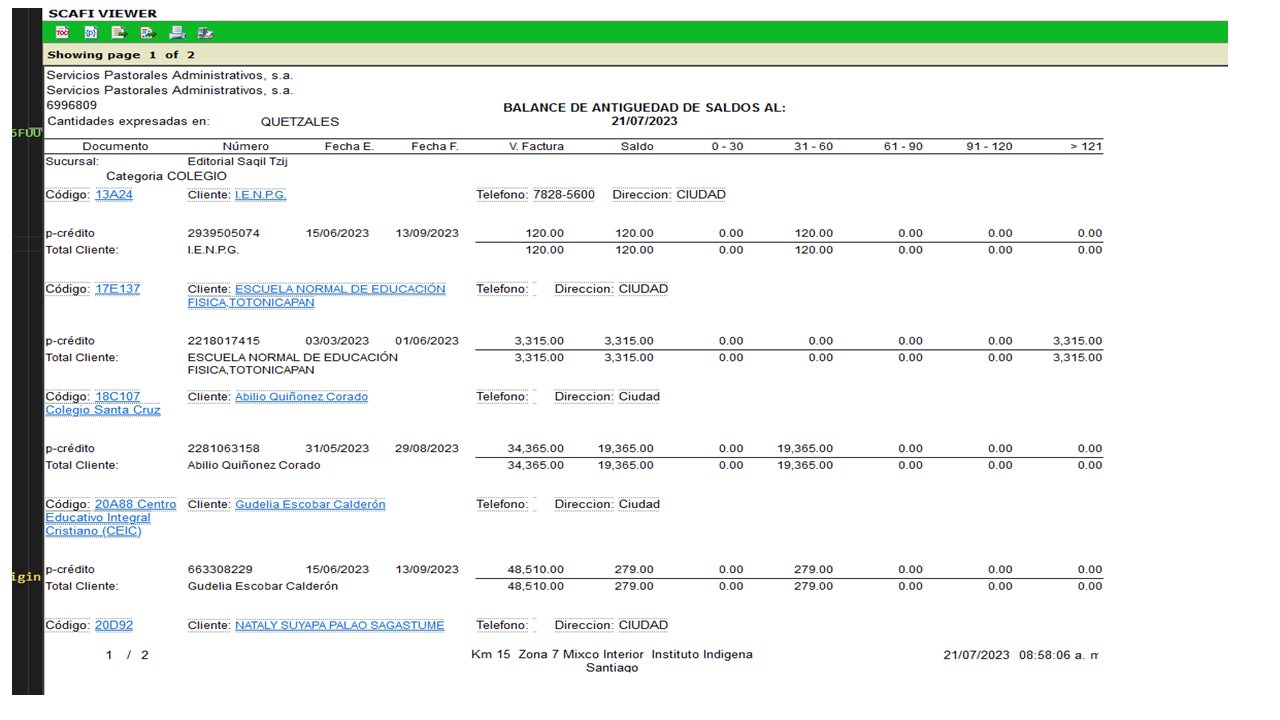 SCAFI VIEWER
TOC
Showing page 1 of 2
Servicios Pastorales Administrativos, s.a.
Servicios Pastorales Administrativos, s.a.
6996809
BALANCE DE ANTIGUEDAD DE SALDOS AL:
Cantidades expresadas en: QUETZALES 21/07/2023
Documento Número Fecha E. Fecha F. V. Factura Saldo 0 - 30 31 - 60 61 - 90 91 - 120 > 121
Sucursal: Editorial Saqil Tzij
Categoria COLEGIO
Código: 13A24 Cliente: I.E.N.P.G. Telefono: 7828-5600 Direccion: CIUDAD
p-crédito 2939505074 15/06/2023 13/09/2023 120.00 120.00 0.00 120.00 0.00 0.00 0.00
Total Cliente: I.E.N.P.G. 120.00 120.00 0.00 120.00 0.00 0.00 0.00
Código: 17E137 Cliente: ESCUELA NORMAL DE EDUCACIÓN Telefono: Direccion: CIUDAD
FISICA,TOTONICAPAN
p-crédito 2218017415 03/03/2023 01/06/2023 3,315.00 3,315.00 0.00 0.00 0.00 0.00 3,315.00
Total Cliente: ESCUELA NORMAL DE EDUCACIÓN 3,315.00 3,315.00 0.00 0.00 0.00 0.00 3,315.00
FISICA,TOTONICAPAN
Código: 18C107 Cliente: Abilio Quiñonez Corado Telefono: Direccion: Ciudad
Colegio Santa Cruz
p-crédito 2281063158 31/05/2023 29/08/2023 34,365.00 19,365.00 0.00 19,365.00 0.00 0.00 0.00
Total Cliente: Abilio Quiñonez Corado 34,365.00 19,365.00 0.00 19,365.00 0.00 0.00 0.00
Código: 20A88 Centro Cliente: Gudelia Escobar Calderón Telefono: Direccion: Ciudad
Educativo Integral
Cristiano (CEIC)
p-crédito 663308229 15/06/2023 13/09/2023 48,510.00 279.00 0.00 279.00 0.00 0.00 0.00
igin
Total Cliente: Gudelia Escobar Calderón 48,510.00 279.00 0.00 279.00 0.00 0.00 0.00
Código: 20D92 Cliente: NATALY SUYAPA PALAO SAGASTUME Telefono: Direccion: CIUDAD
1 / 2 Km 15 Zona 7 Mixco Interior Instituto Indigena 21/07/2023 08:58:06 a. m
Santiago